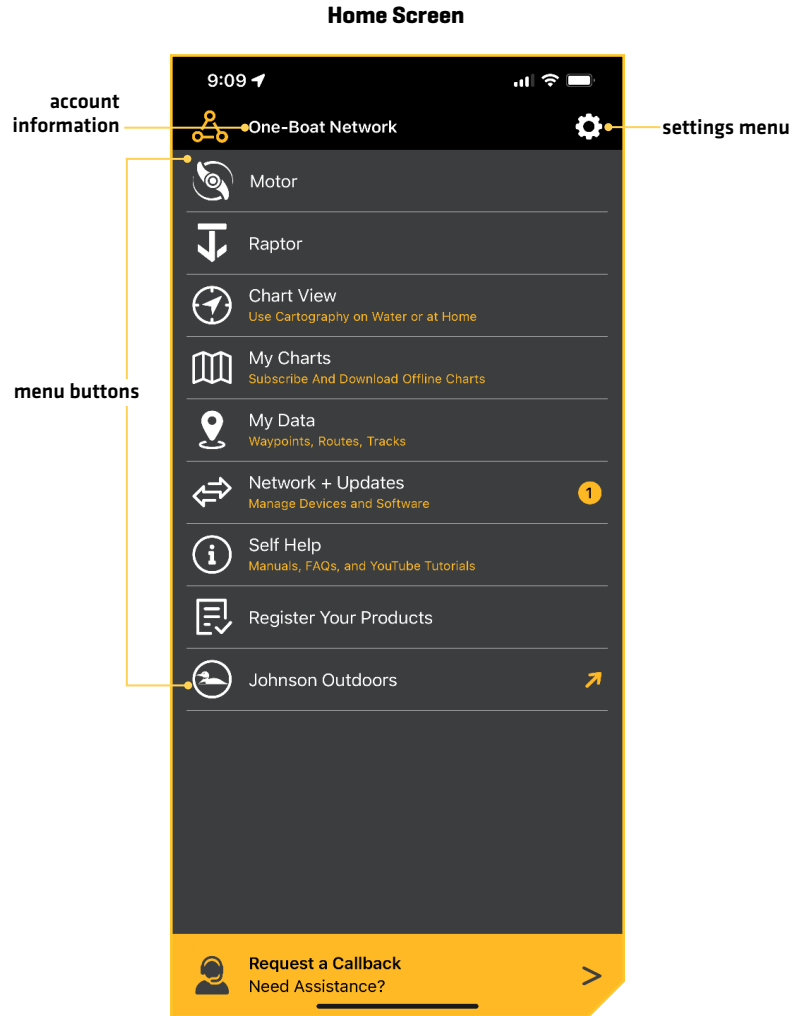 Home Screen
9:09
account
information
One-Boat Network
settings menu
Motor
Raptor
Chart View
Use Cartography on Water or at Home
My Charts
Subscribe And Download Offline Charts
menu buttons
My Data
Waypoints, Routes, Tracks
Network + Updates
Manage Devices and Software
1
Self Help
Manuals, FAQs, and YouTube Tutorials
Register Your Products
Johnson Outdoors
Request a Callback
Need Assistance?